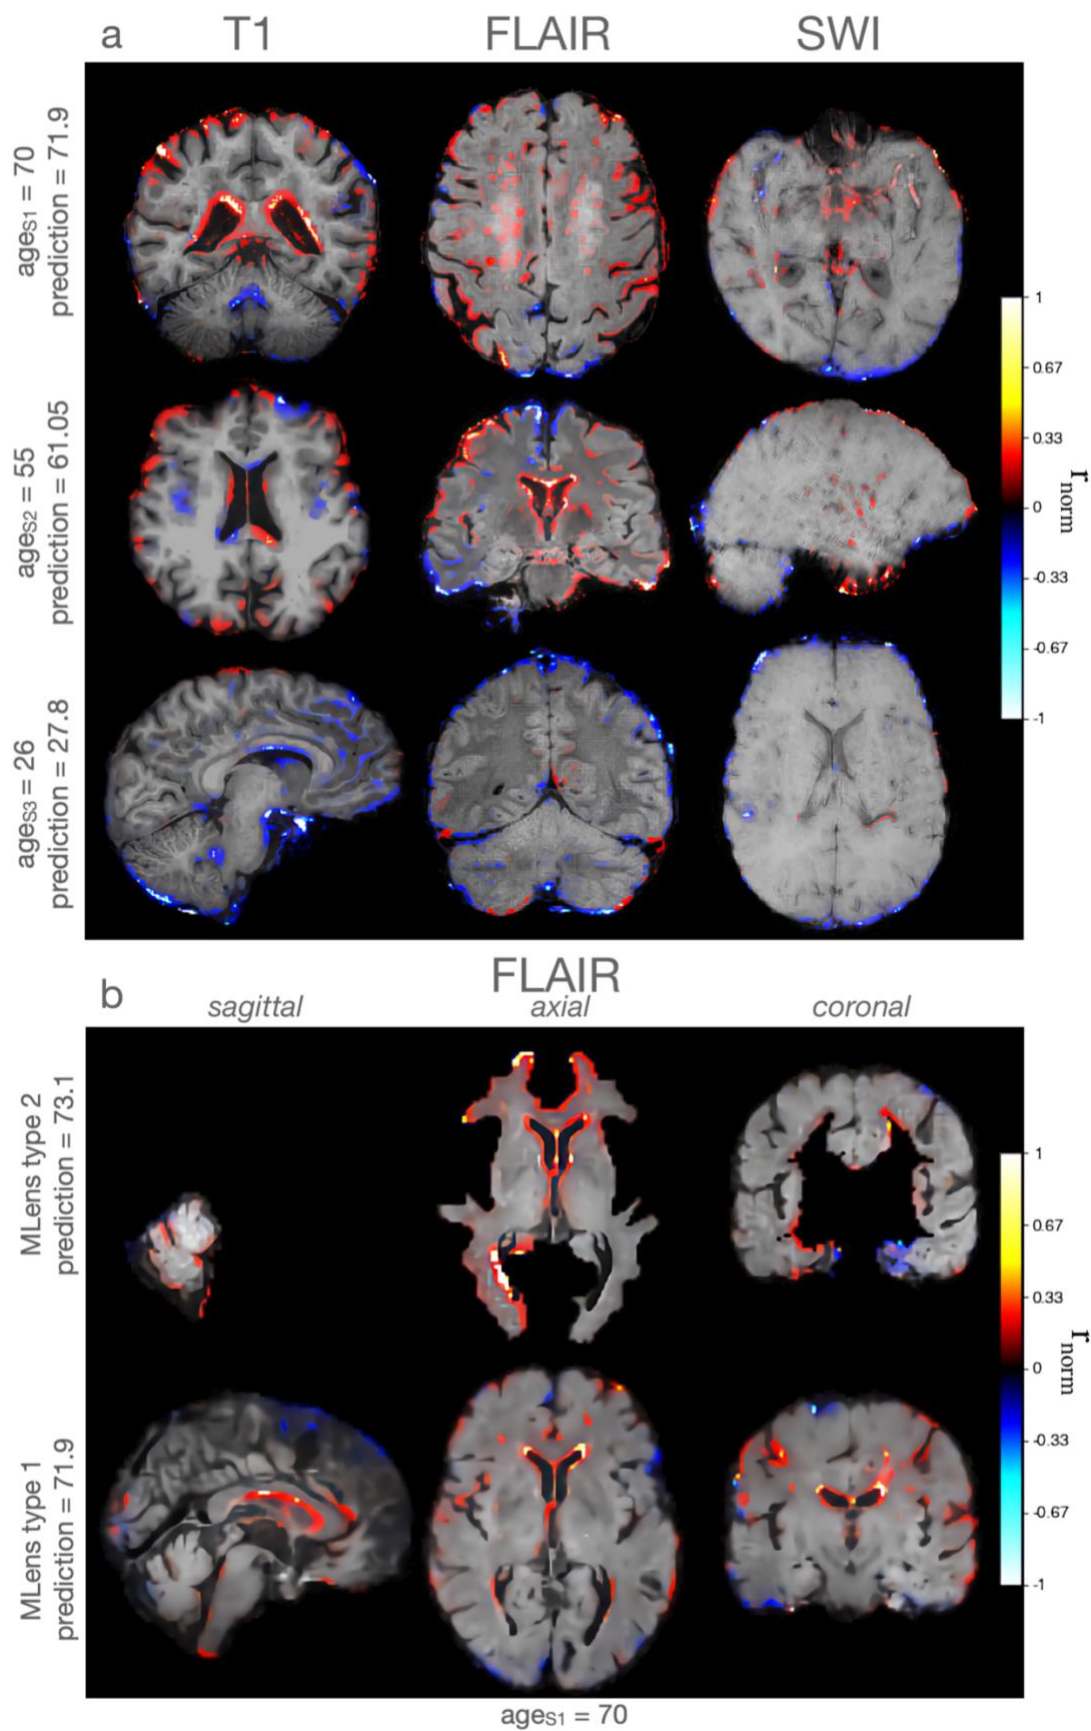 a
T1 FLAIR SWI
ageS1 = 70
prediction = 71.9
ageS2 = 55
prediction = 61.05
ageS3 = 26
prediction = 27.8
1
0.67
0.33
0
-0.33
-0.67
-1
rnorm
b
FLAIR
sagittal axial coronal
MLens type 2
prediction = 73.1
MLens type 1
prediction = 71.9
1
0.67
0.33
0
-0.33
-0.67
-1
rnorm
ageS1 = 70